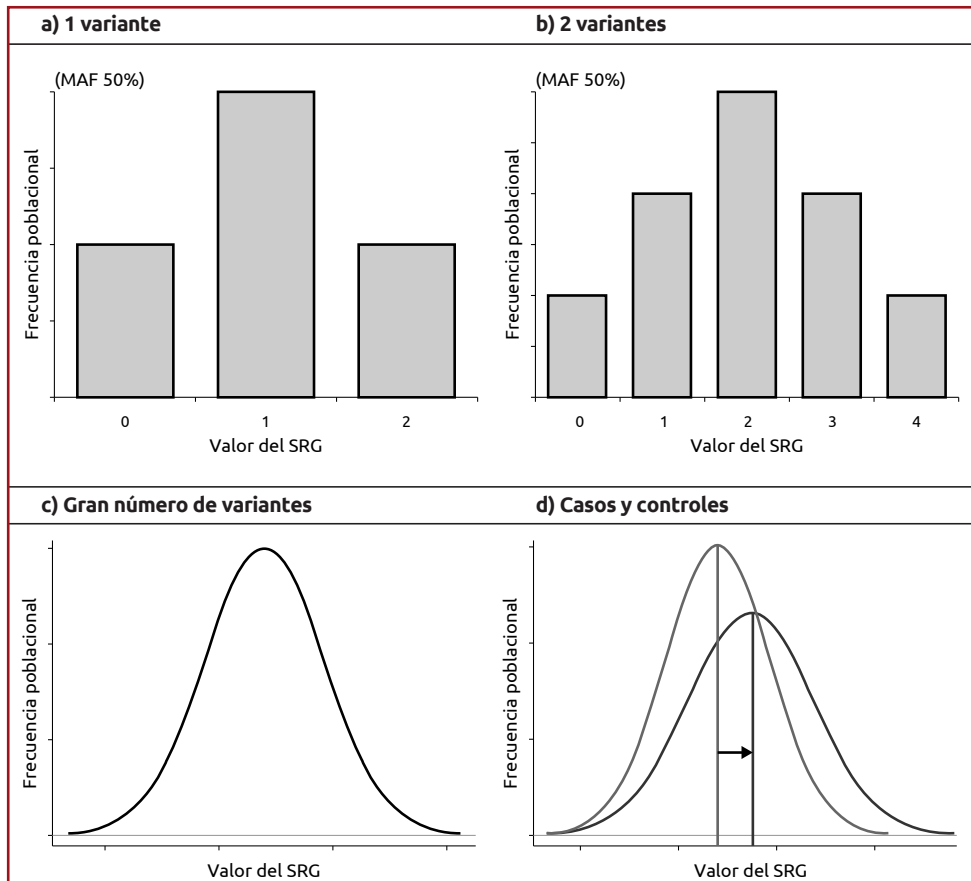 a) 1 variante
(MAF 50%)
Frecuencia poblacional
0 1 2
Valor del SRG
b) 2 variantes
(MAF 50%)
Frecuencia poblacional
0 1 2 3 4
Valor del SRG
c) Gran número de variantes
Frecuencia poblacional
Valor del SRG
d) Casos y controles
Frecuencia poblacional
Valor del SRG